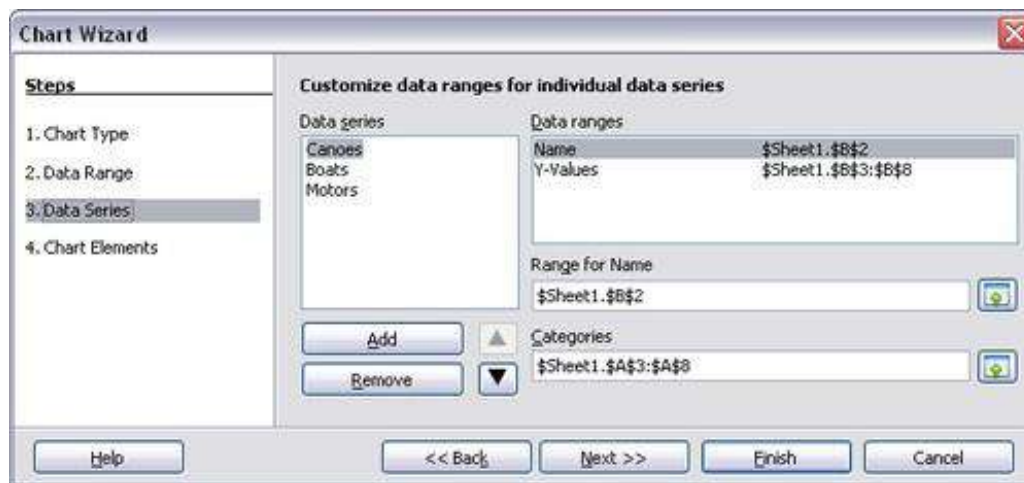 Chart Wizard
Steps
1. Chart Type
2. Data Range
3. Data Series
4. Chart Elements
Customize data ranges for individual data series
Data series
Canoes
Boats
Motors
Add
Remove
Data ranges
Name $Sheet1.$B$2
Y-Values $Sheet1.$B$3:$B$8
Range for Name
$Sheet1.$B$2
Categories
$Sheet1.$A$3:$A$8
Help
<< Back
Next >>
Finish
Cancel